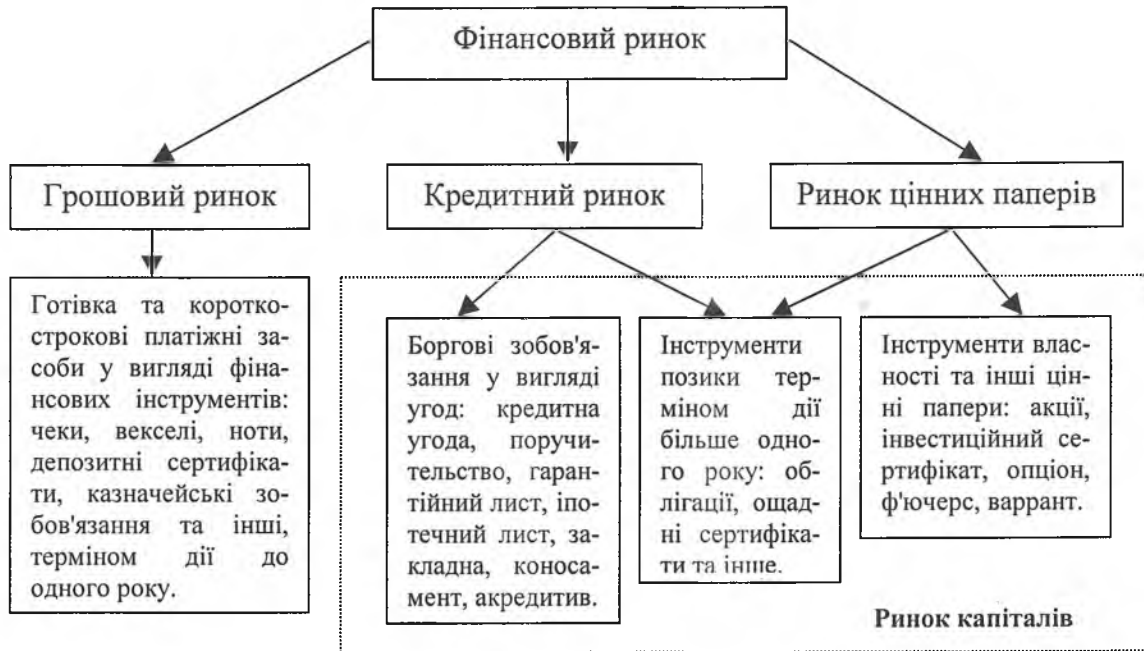 Фінансовий ринок
Грошовий ринок
Кредитний ринок
Ринок цінних паперів
Готівка та коротко-
строкові платіжні за-
соби у вигляді фіна-
нсових інструментів:
чеки, векселі, ноти,
депозитні сертифіка-
ти, казначейські зо-
бов'язання та інші,
терміном дії до
одного року.
Боргові зобов'я-
зання у вигляді
угод: кредитна
угода, поручи-
тельство, гаран-
тійний лист, іпо-
течний лист, за-
кладна, коноса-
мент, акредитив.
Інструменти
позики тер-
міном дії
більше одно-
го року: об-
лігації, ощад-
ні сертифіка-
ти та інше.
Інструменти влас-
ності та інші цін-
ні папери: акції,
інвестиційний се-
ртифікат, опціон,
ф'ючерс, варрант.
Ринок капіталів